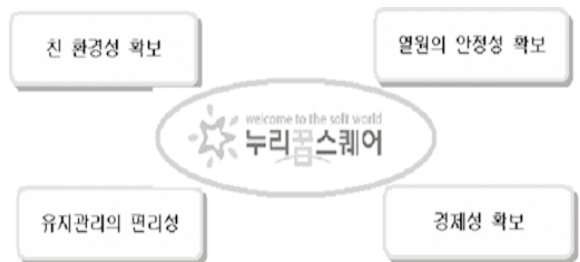 친 환경성 확보
열원의 안정성 확보
welcome to the soft world
누리꿈스퀘어
유지관리의 편리성
경제성 확보